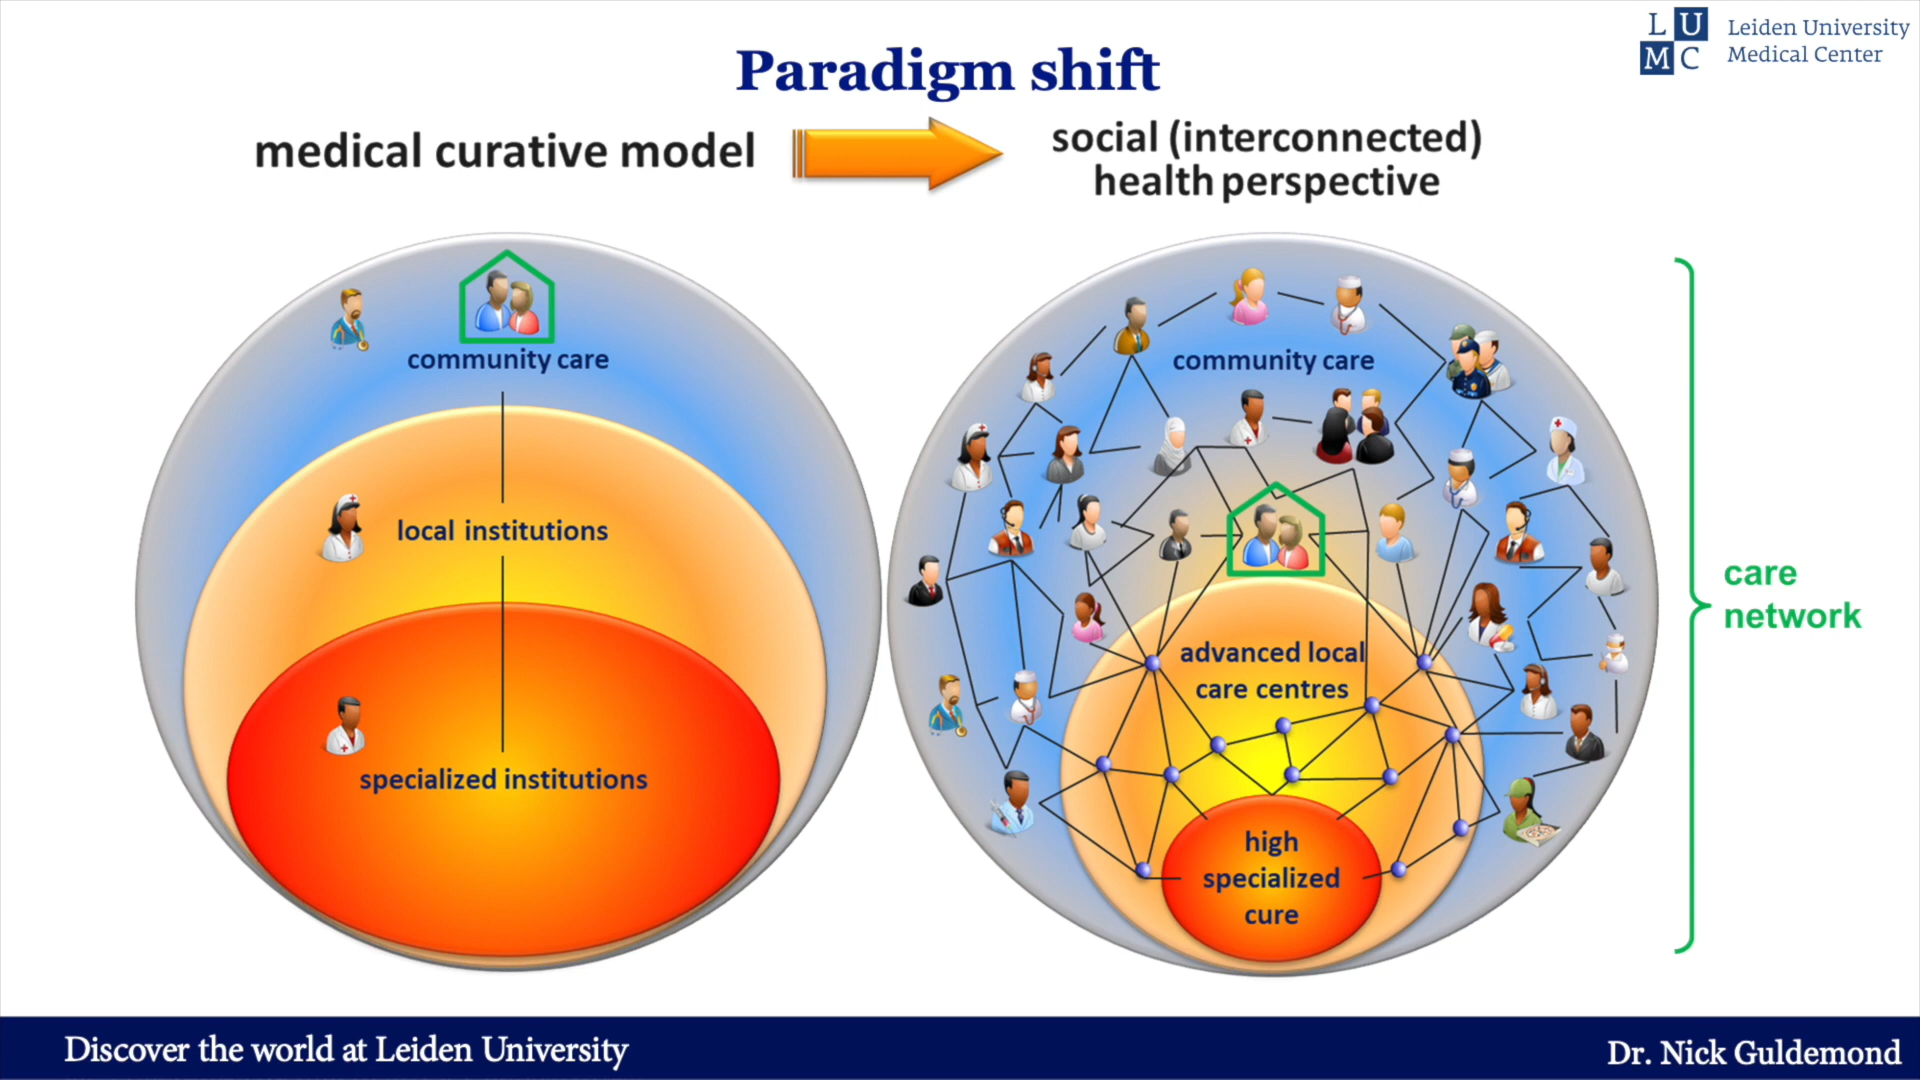 L U
M C
Leiden University
Medical Center
Paradigm shift
medical curative model
social (interconnected)
health perspective
community care
local institutions
specialized institutions
community care
advanced local
care centres
high
specialized
cure
care
network
Discover the world at Leiden University
Dr. Nick Guldemond